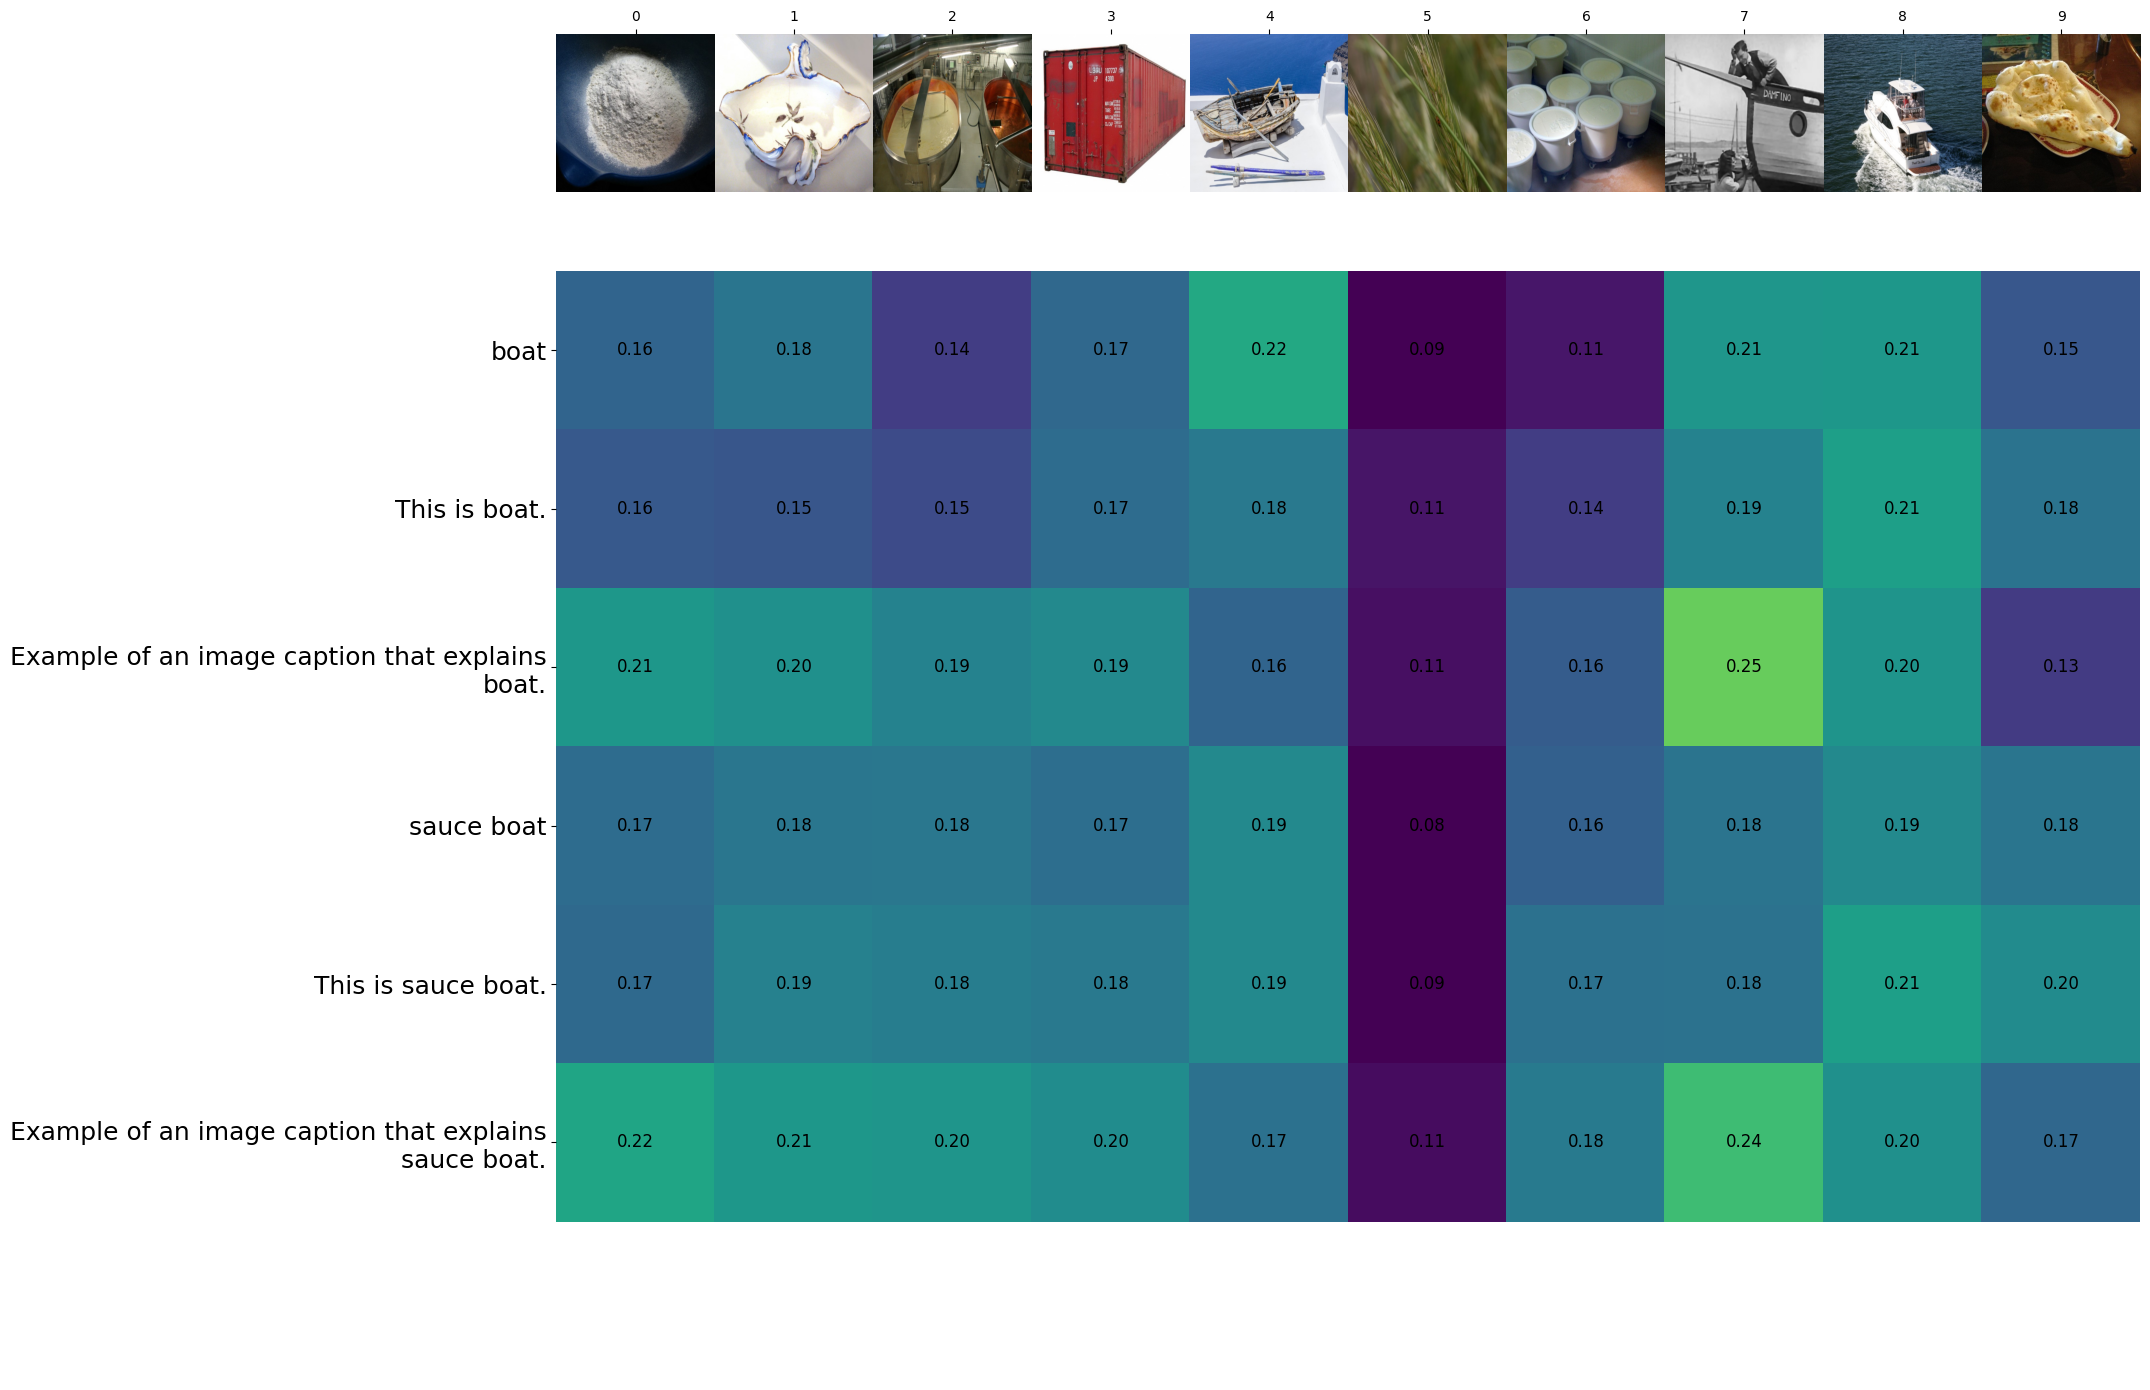 0 1 2 3 4 5 6 7 8 9
DAMFINO
boat 0.16 0.18 0.14 0.17 0.22 0.09 0.11 0.21 0.21 0.15
This is boat. 0.16 0.15 0.15 0.17 0.18 0.11 0.14 0.19 0.21 0.18
Example of an image caption that explains
boat. 0.21 0.20 0.19 0.19 0.16 0.11 0.16 0.25 0.20 0.13
sauce boat 0.17 0.18 0.18 0.17 0.19 0.08 0.16 0.18 0.19 0.18
This is sauce boat. 0.17 0.19 0.18 0.18 0.19 0.09 0.17 0.18 0.21 0.20
Example of an image caption that explains
sauce boat. 0.22 0.21 0.20 0.20 0.17 0.11 0.18 0.24 0.20 0.17